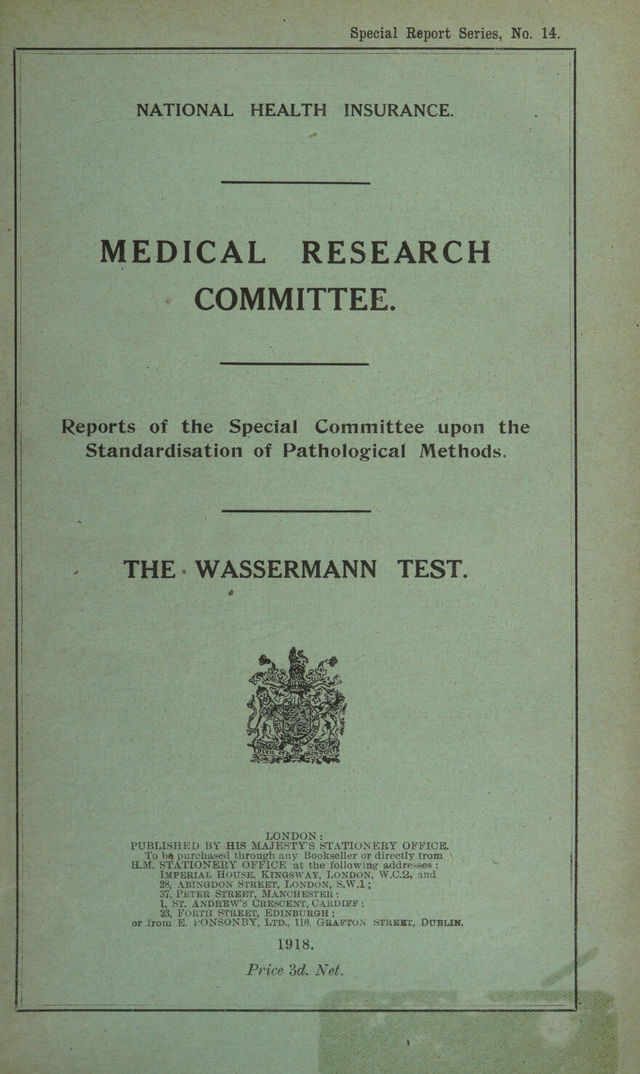 Special Report Series, No. 14.
NATIONAL HEALTH INSURANCE.
MEDICAL RESEARCH
COMMITTEE.
Reports of the Special Committee upon the
Standardisation of Pathological Methods.
THE WASSERMANN TEST.
LONDON:
PUBLISHED BY HIS MAJESTY'S STATIONERY OFFICE.
To be purchased through any Bookseller or directly from
H.M. STATIONERY OFFICE at the following addresses:
IMPERIAL HOUSE, KINGSWAY, LONDON, W.C.2, and
28, ABINGDON STREET, LONDON, S.W.1;
37, PETER STREET, MANCHESTER;
1, ST. ANDREW'S CRESCENT, CARDIFF;
23, FORTH STREET, EDINBURGH;
or from E. PONSONBY, LTD., 116, GRAFTON STREET, DUBLIN.
1918.
Price 3d. Net.